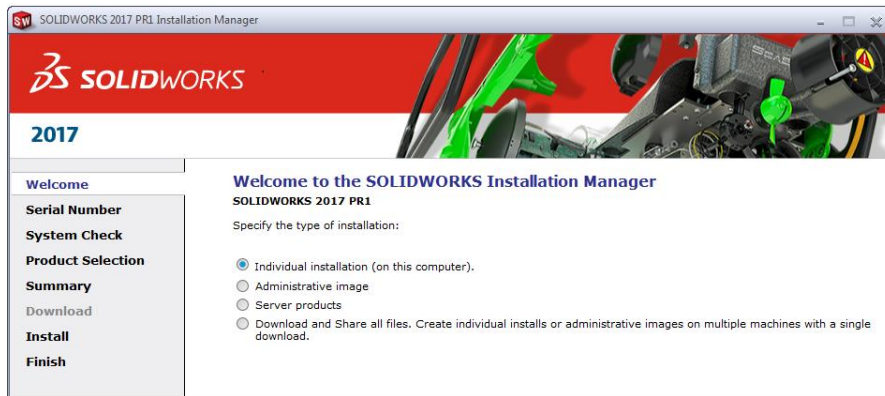 SOLIDWORKS 2017 PR1 Installation Manager
SOLIDWORKS
2017
Welcome
Serial Number
System Check
Product Selection
Summary
Download
Install
Finish
Welcome to the SOLIDWORKS Installation Manager
SOLIDWORKS 2017 PR1
Specify the type of installation:
Individual installation (on this computer).
Administrative image
Server products
Download and Share all files. Create individual installs or administrative images on multiple machines with a single
download.